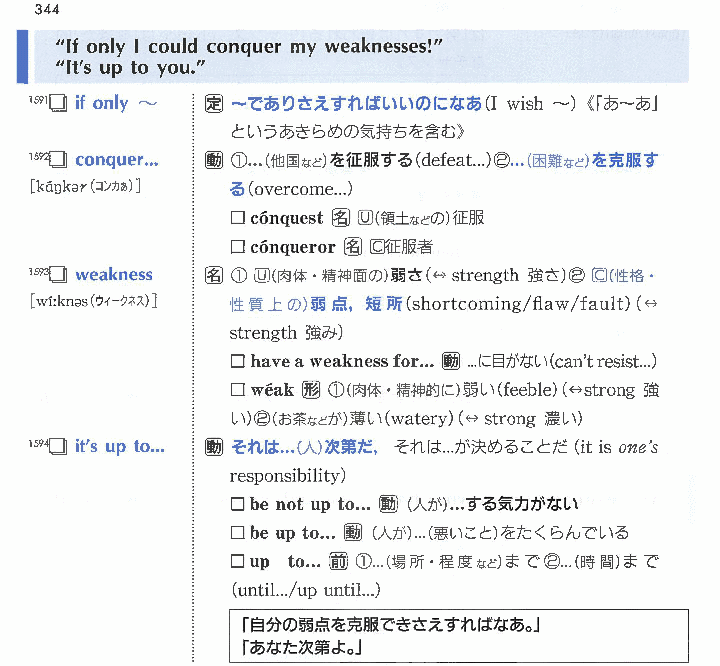 344
“If only I could conquer my weaknesses!”
“It's up to you.”
1591 □ if only ～
定 ～でありさえすればいいのになあ(I wish ～)《「あ～あ」
というあきらめの気持ちを含む》
1592 □ conquer...
動 ①...(他国など)を征服する(defeat...)②...(困難など)を克服す
[káŋkər(コンカぁ)]
る(overcome...)
□ cónquest 名 Ⓤ(領土などの)征服
□ cónqueror 名 Ⓒ征服者
1593 □ weakness
名 ① Ⓤ(肉体・精神面の)弱さ(↔ strength 強さ)② Ⓒ(性格・
[wíːknəs(ウィークネス)]
性質上の)弱点，短所(shortcoming/flaw/fault)(↔
strength 強み)
□ have a weakness for... 動 ...に目がない(can't resist...)
□ wéak 形 ①(肉体・精神的に)弱い(feeble)(↔strong 強
い)②(お茶などが)薄い(watery)(↔ strong 濃い)
1594 □ it's up to...
動 それは...(人)次第だ， それは...が決めることだ(it is one's
responsibility)
□ be not up to... 動 (人が)...する気力がない
□ be up to... 動 (人が)...(悪いこと)をたくらんでいる
□ up to... 前 ①...(場所・程度など)まで②...(時間)まで
(until.../up until...)
「自分の弱点を克服できさえすればなあ。」
「あなた次第よ。」